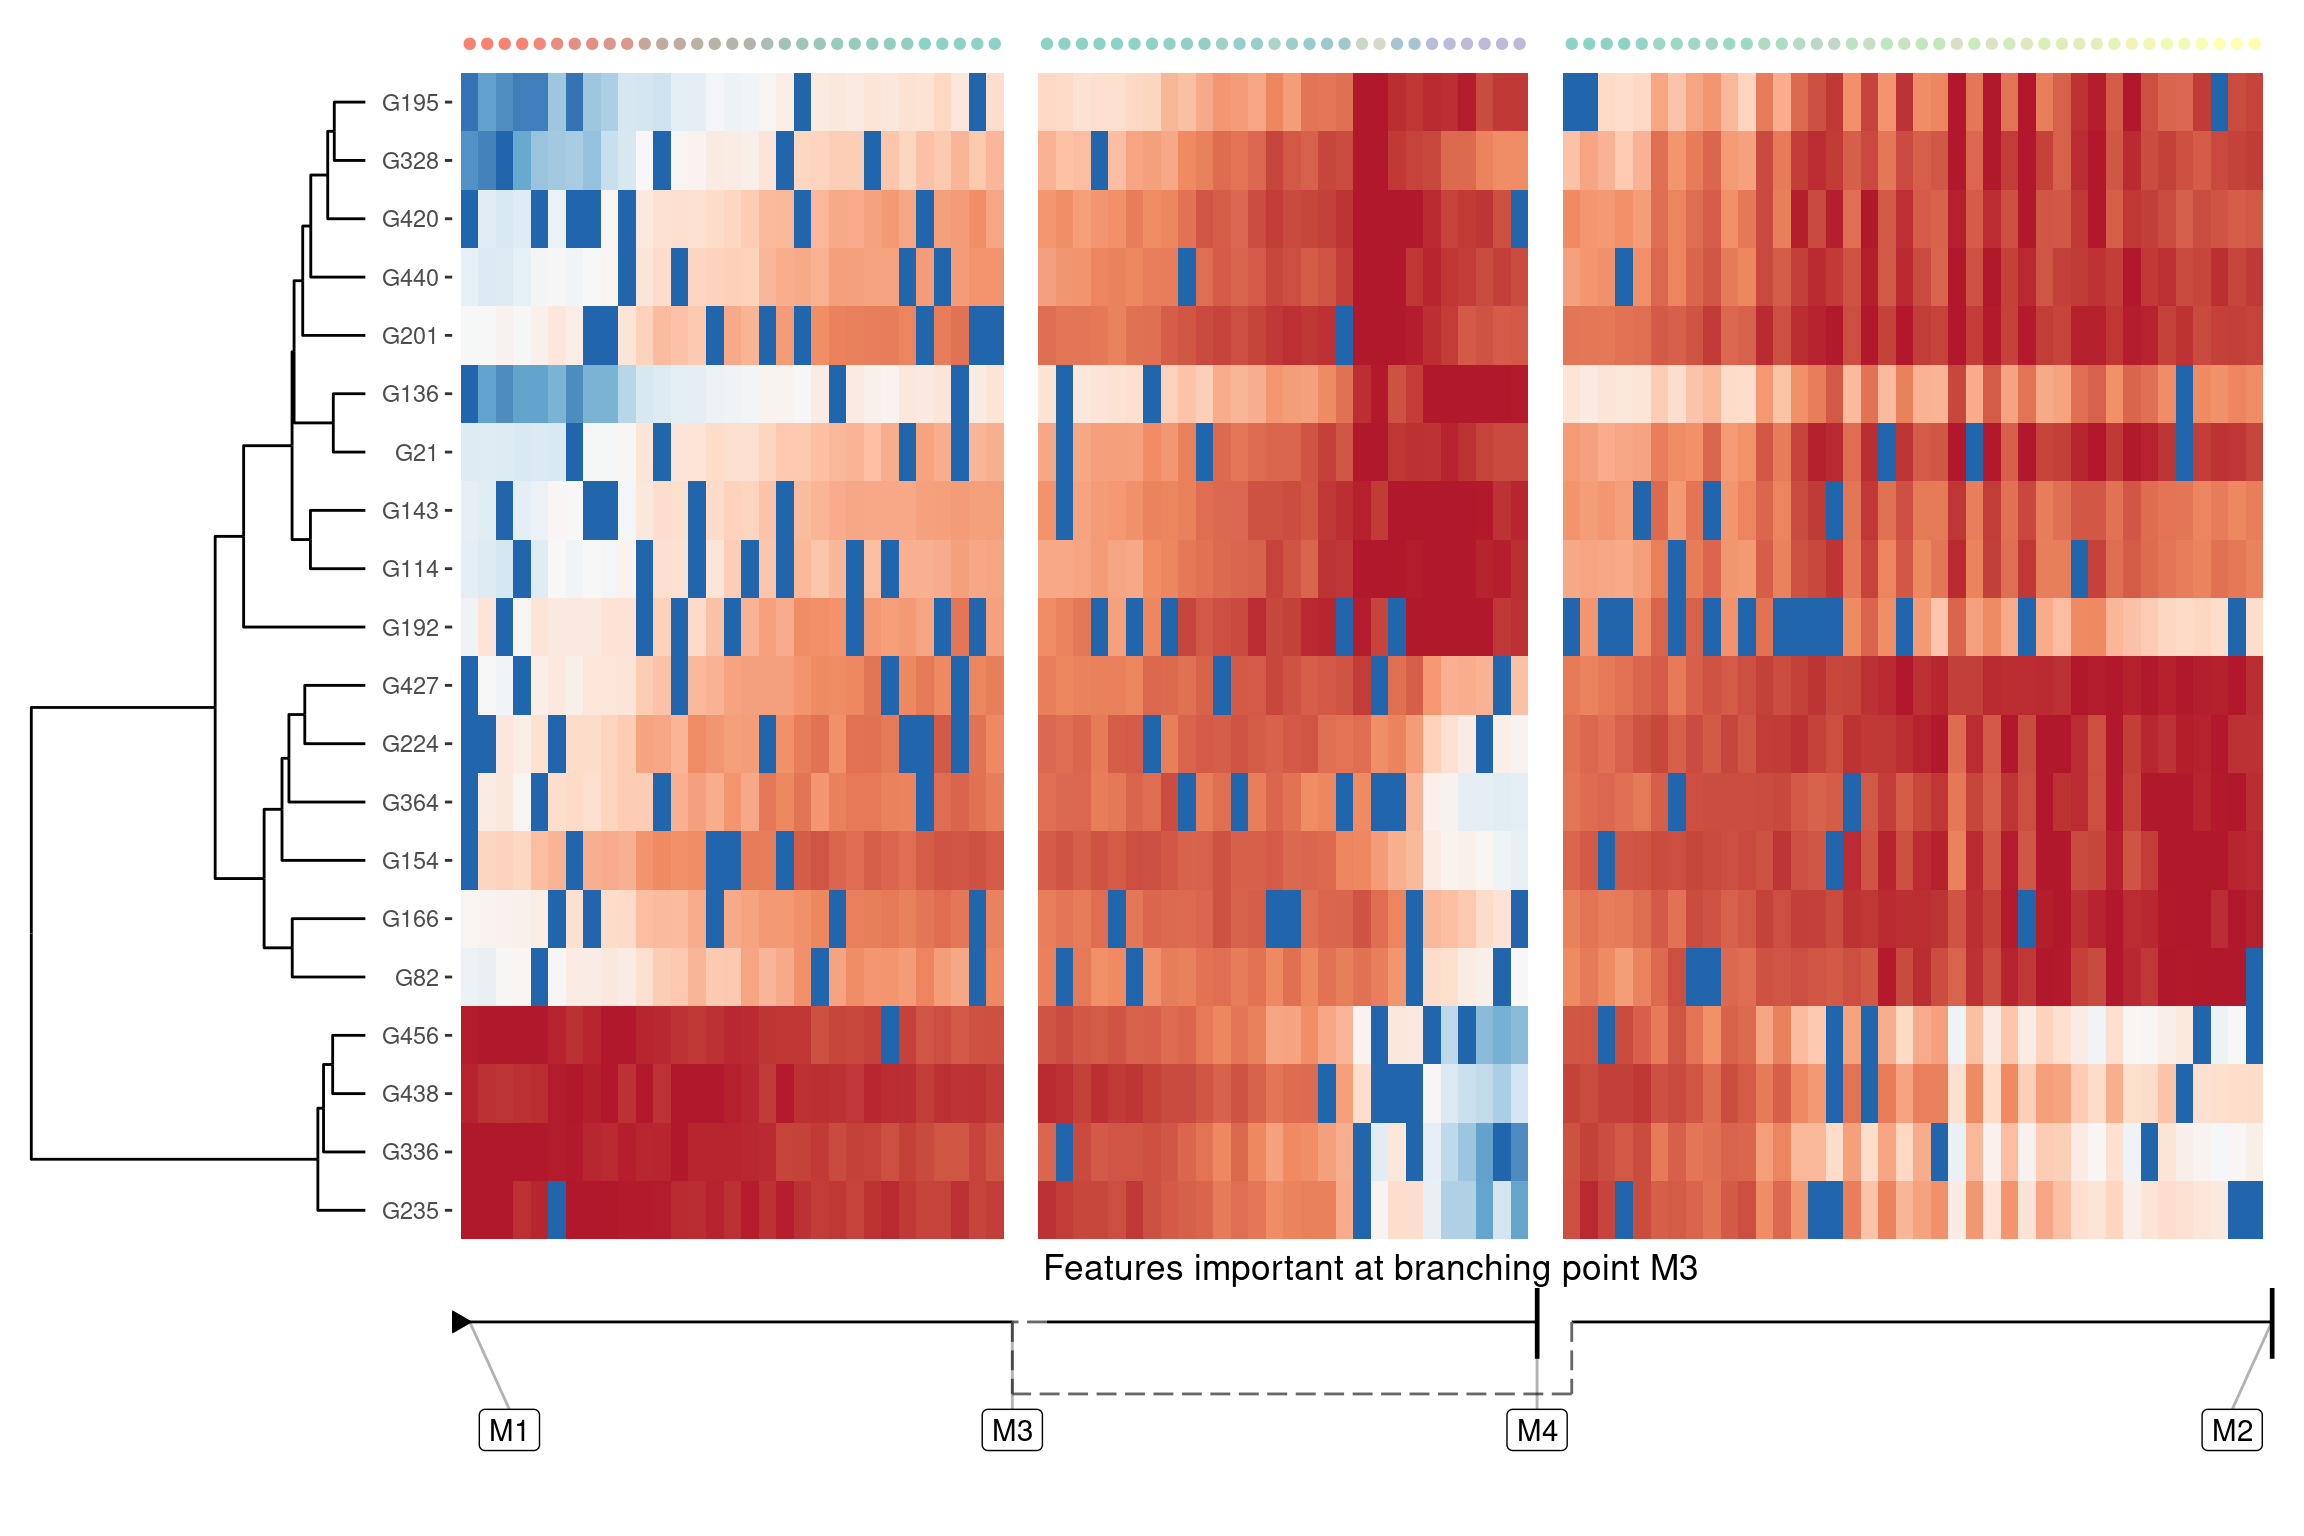 G195
G328
G420
G440
G201
G136
G21
G143
G114
G192
G427
G224
G364
G154
G166
G82
G456
G438
G336
G235
Features important at branching point M3
M1 M3 M4 M2